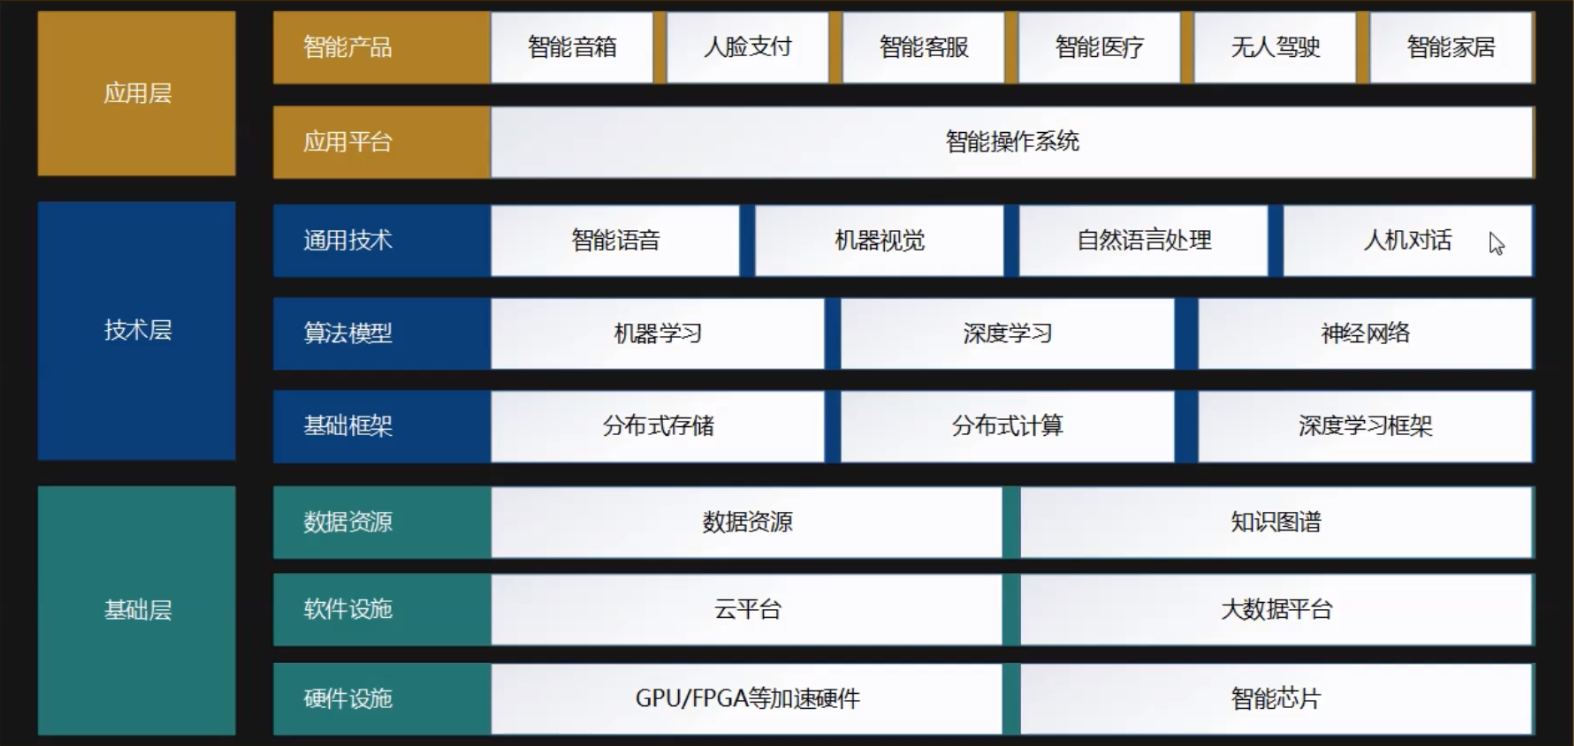 应用层
智能产品 智能音箱 人脸支付 智能客服 智能医疗 无人驾驶 智能家居
应用平台 智能操作系统
技术层
通用技术 智能语音 机器视觉 自然语言处理 人机对话
算法模型 机器学习 深度学习 神经网络
基础框架 分布式存储 分布式计算 深度学习框架
基础层
数据资源 数据资源 知识图谱
软件设施 云平台 大数据平台
硬件设施 GPU/FPGA等加速硬件 智能芯片